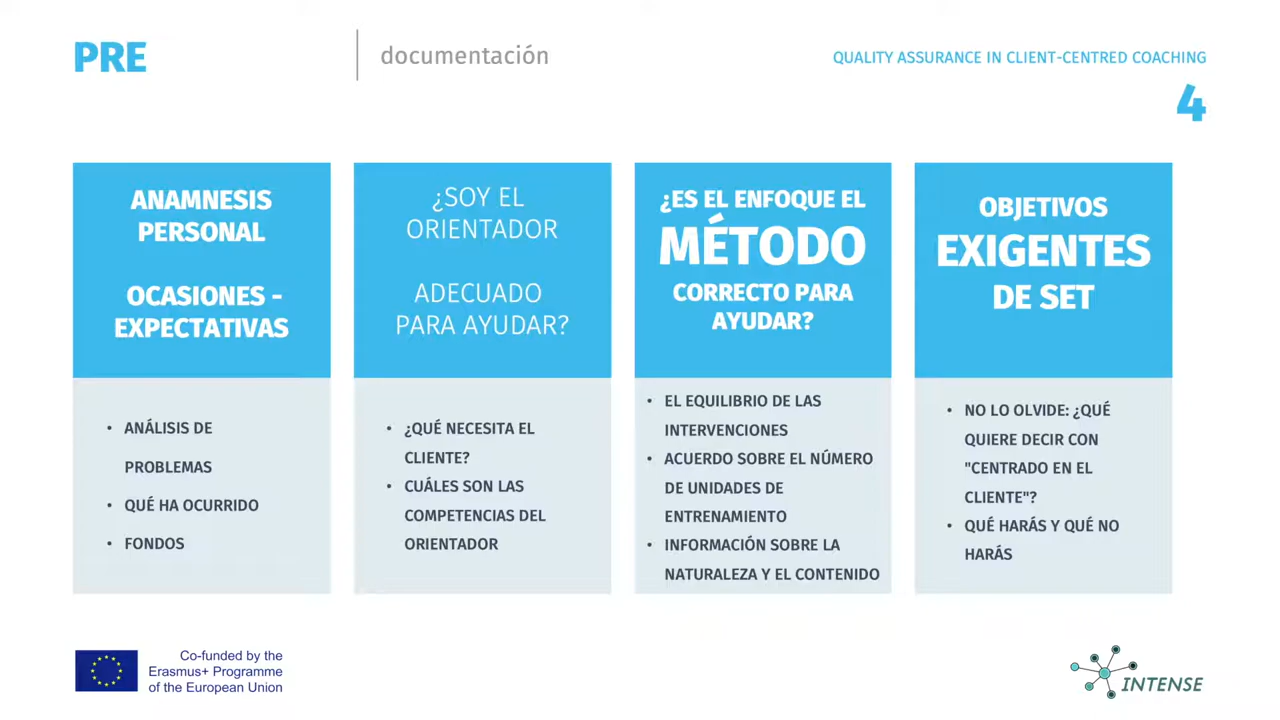 PRE
documentación
QUALITY ASSURANCE IN CLIENT-CENTRED COACHING
4
ANAMNESIS
PERSONAL
OCASIONES -
EXPECTATIVAS
• ANÁLISIS DE
PROBLEMAS
• QUÉ HA OCURRIDO
• FONDOS
¿SOY EL
ORIENTADOR
ADECUADO
PARA AYUDAR?
• ¿QUÉ NECESITA EL
CLIENTE?
• CUÁLES SON LAS
COMPETENCIAS DEL
ORIENTADOR
¿ES EL ENFOQUE EL
MÉTODO
CORRECTO PARA
AYUDAR?
• EL EQUILIBRIO DE LAS
INTERVENCIONES
• ACUERDO SOBRE EL NÚMERO
DE UNIDADES DE
ENTRENAMIENTO
• INFORMACIÓN SOBRE LA
NATURALEZA Y EL CONTENIDO
OBJETIVOS
EXIGENTES
DE SET
• NO LO OLVIDE: ¿QUÉ
QUIERE DECIR CON
"CENTRADO EN EL
CLIENTE"?
• QUÉ HARÁS Y QUÉ NO
HARÁS
Co-funded by the
Erasmus+ Programme
of the European Union
INTENSE